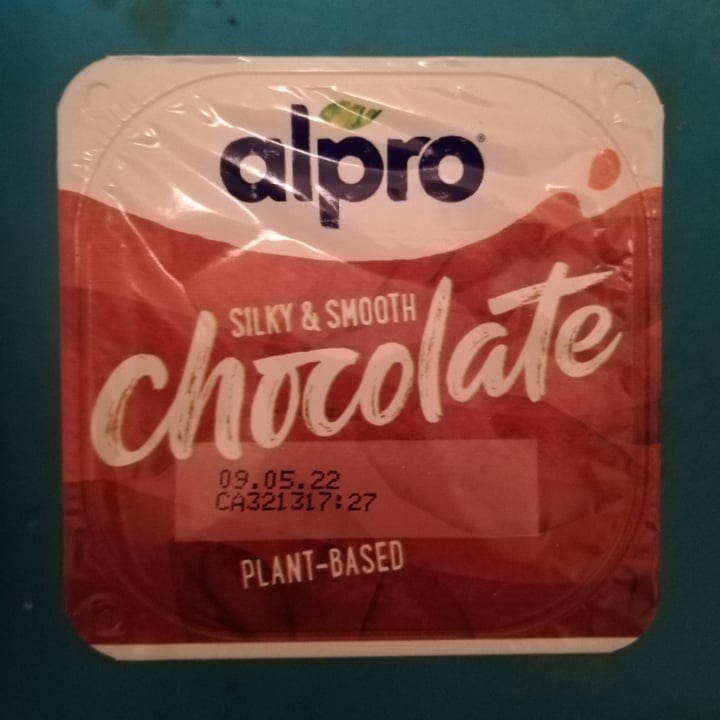 alpro®
SILKY & SMOOTH
chocolate
09.05.22
CA321317:27
PLANT-BASED